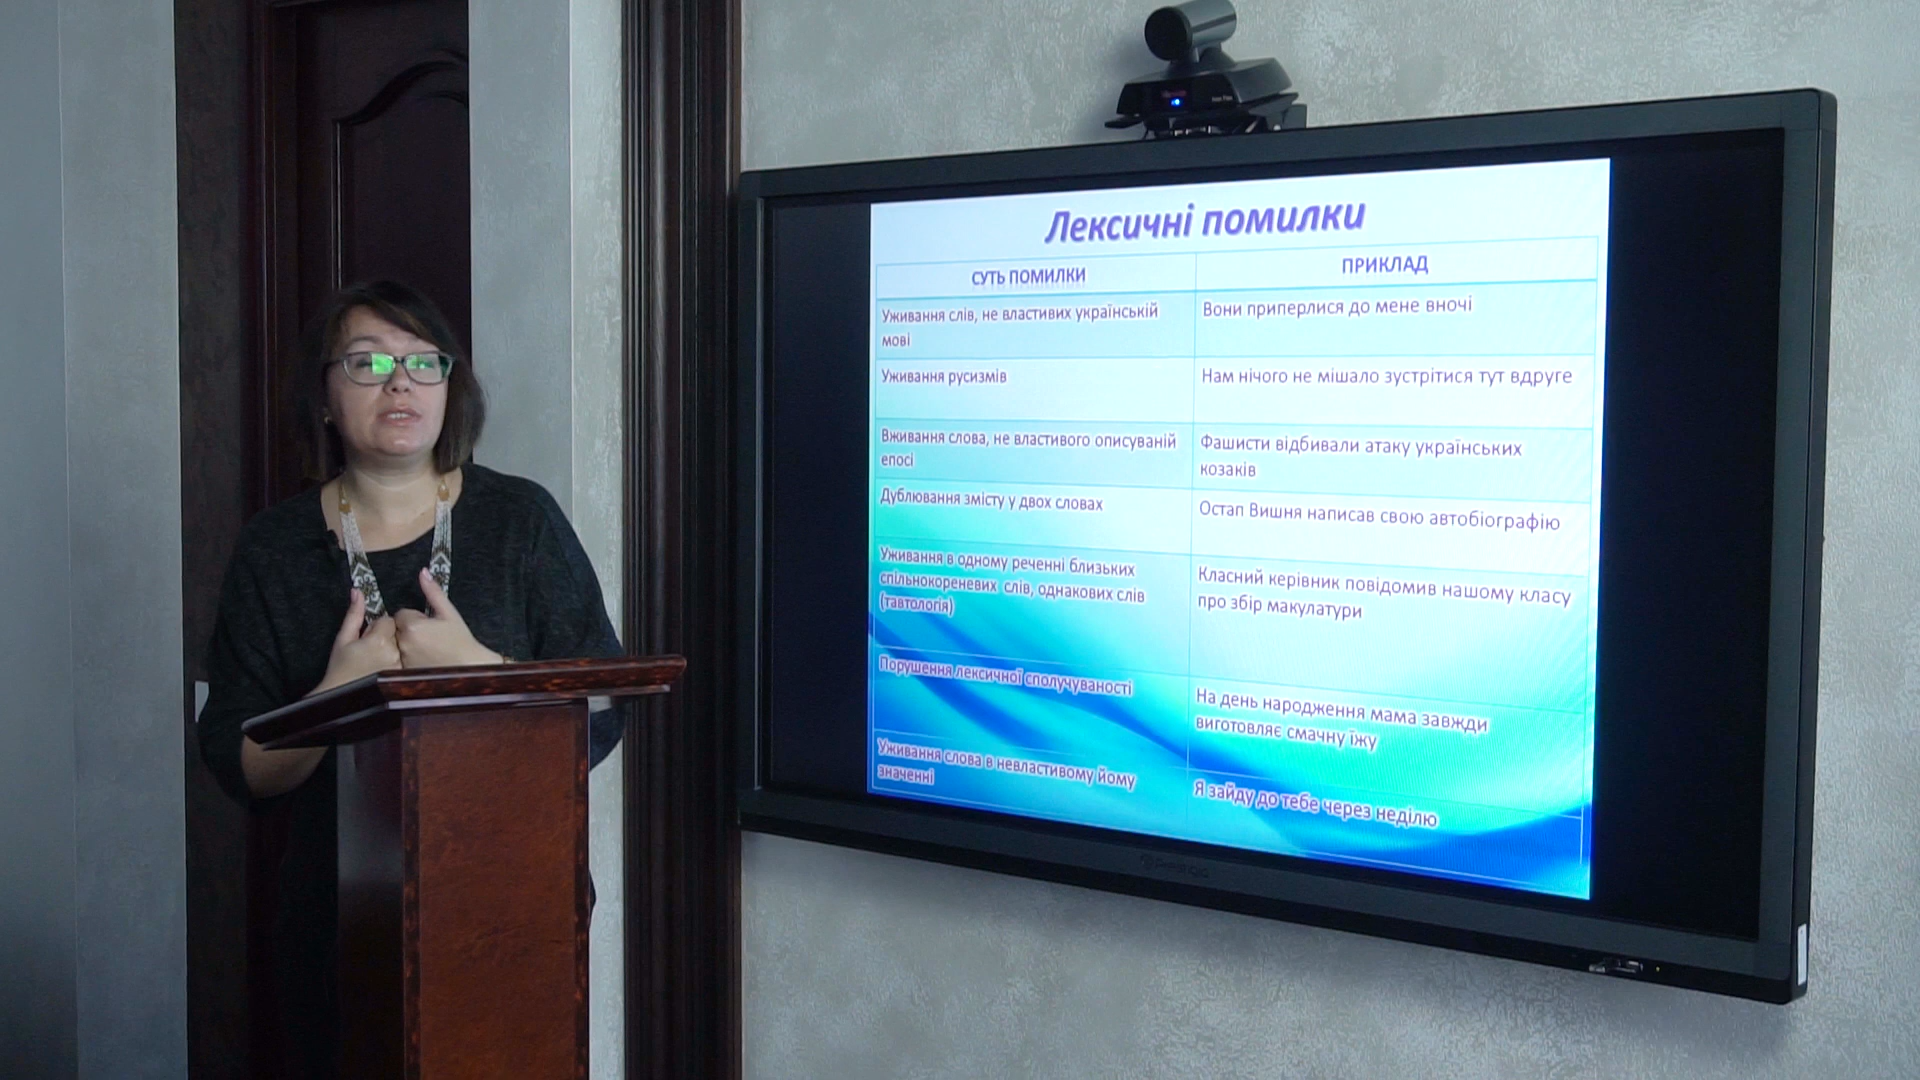 Лексичні помилки
СУТЬ ПОМИЛКИ
ПРИКЛАД
Уживання слів, не властивих українській
мові
Вони приперлися до мене вночі
Уживання русизмів
Нам нічого не мішало зустрітися тут вдруге
Вживання слова, не властивого описуваній
епосі
Фашисти відбивали атаку українських
козаків
Дублювання змісту у двох словах
Остап Вишня написав свою автобіографію
Уживання в одному реченні близьких
спільнокореневих слів, однакових слів
(тавтологія)
Класний керівник повідомив нашому класу
про збір макулатури
Порушення лексичної сполучуваності
На день народження мама завжди
виготовляє смачну їжу
Уживання слова в невластивому йому
значенні
Я зайду до тебе через неділю